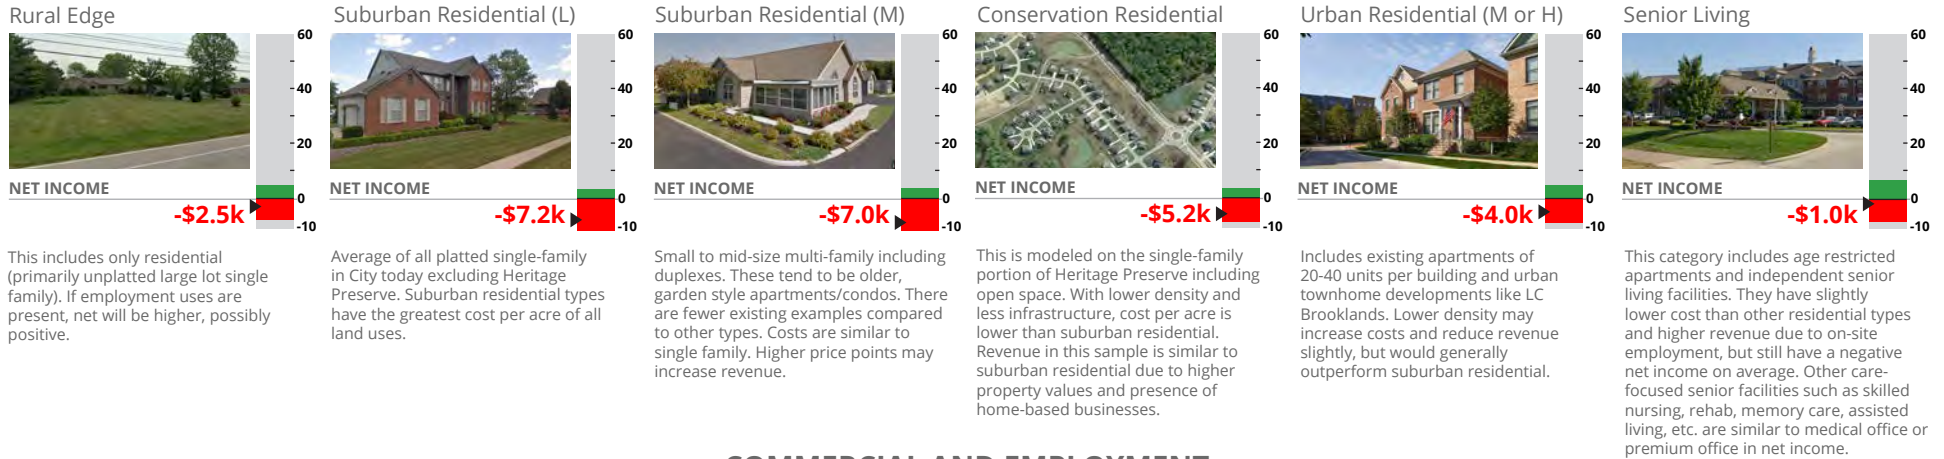 Rural Edge
60
40
20
NET INCOME
0
-$2.5k
-10
This includes only residential
(primarily unplatted large lot single
family). If employment uses are
present, net will be higher, possibly
positive.
Suburban Residential (L)
60
40
20
NET INCOME
0
-$7.2k
-10
Average of all platted single-family
in City today excluding Heritage
Preserve. Suburban residential types
have the greatest cost per acre of all
land uses.
Suburban Residential (M)
60
40
20
NET INCOME
0
-$7.0k
-10
Small to mid-size multi-family including
duplexes. These tend to be older,
garden style apartments/condos. There
are fewer existing examples compared
to other types. Costs are similar to
single family. Higher price points may
increase revenue.
Conservation Residential
60
40
20
NET INCOME
0
-$5.2k
-10
This is modeled on the single-family
portion of Heritage Preserve including
open space. With lower density and
less infrastructure, cost per acre is
lower than suburban residential.
Revenue in this sample is similar to
suburban residential due to higher
property values and presence of
home-based businesses.
Urban Residential (M or H)
60
40
20
NET INCOME
0
-$4.0k
-10
Includes existing apartments of
20-40 units per building and urban
townhome developments like LC
Brooklands. Lower density may
increase costs and reduce revenue
slightly, but would generally
outperform suburban residential.
Senior Living
60
40
20
NET INCOME
0
-$1.0k
-10
This category includes age restricted
apartments and independent senior
living facilities. They have slightly
lower cost than other residential types
and higher revenue due to on-site
employment, but still have a negative
net income on average. Other care-
focused senior facilities such as skilled
nursing, rehab, memory care, assisted
living, etc. are similar to medical office or
premium office in net income.
COMMERCIAL AND EMPLOYMENT